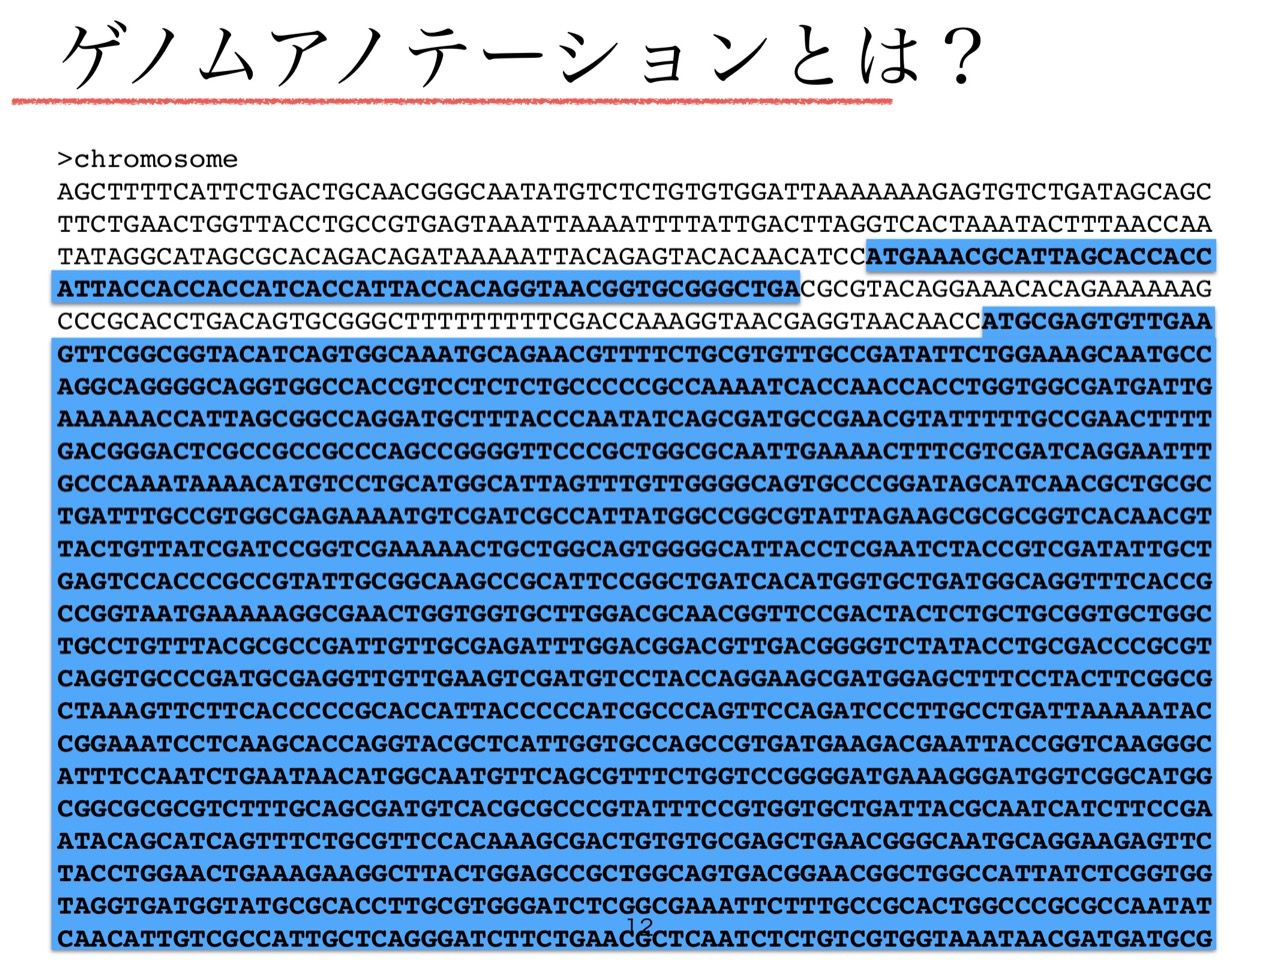 ゲノムアノテーションとは？
>chromosome
AGCTTTTCATTCTGACTGCAACGGGCAATATGTCTCTGTGTGGATTAAAAAAAGAGTGTCTGATAGCAGC
TTCTGAACTGGTTACCTGCCGTGAGTAAATTAAAATTTTATTGACTTAGGTCACTAAATACTTTAACCAA
TATAGGCATAGCGCACAGACAGATAAAAATTACAGAGTACACAACATCCATGAAACGCATTAGCACCACC
ATTACCACCACCATCACCATTACCACAGGTAACGGTGCGGGCTGACGCGTACAGGAAACACAGAAAAAAG
CCCGCACCTGACAGTGCGGGCTTTTTTTTTCGACCAAAGGTAACGAGGTAACAACCATGCGAGTGTTGAA
GTTCGGCGGTACATCAGTGGCAAATGCAGAACGTTTTCTGCGTGTTGCCGATATTCTGGAAAGCAATGCC
AGGCAGGGGCAGGTGGCCACCGTCCTCTCTGCCCCCGCCAAAATCACCAACCACCTGGTGGCGATGATTG
AAAAAACCATTAGCGGCCAGGATGCTTTACCCAATATCAGCGATGCCGAACGTATTTTTGCCGAACTTTT
GACGGGACTCGCCGCCGCCCAGCCGGGGTTCCCGCTGGCGCAATTGAAAACTTTCGTCGATCAGGAATTT
GCCCAAATAAAACATGTCCTGCATGGCATTAGTTTGTTGGGGCAGTGCCCGGATAGCATCAACGCTGCGC
TGATTTGCCGTGGCGAGAAAATGTCGATCGCCATTATGGCCGGCGTATTAGAAGCGCGCGGTCACAACGT
TACTGTTATCGATCCGGTCGAAAAACTGCTGGCAGTGGGGCATTACCTCGAATCTACCGTCGATATTGCT
GAGTCCACCCGCCGTATTGCGGCAAGCCGCATTCCGGCTGATCACATGGTGCTGATGGCAGGTTTCACCG
CCGGTAATGAAAAAGGCGAACTGGTGGTGCTTGGACGCAACGGTTCCGACTACTCTGCTGCGGTGCTGGC
TGCCTGTTTACGCGCCGATTGTTGCGAGATTTGGACGGACGTTGACGGGGTCTATACCTGCGACCCGCGT
CAGGTGCCCGATGCGAGGTTGTTGAAGTCGATGTCCTACCAGGAAGCGATGGAGCTTTCCTACTTCGGCG
CTAAAGTTCTTCACCCCCGCACCATTACCCCCATCGCCCAGTTCCAGATCCCTTGCCTGATTAAAAATAC
CGGAAATCCTCAAGCACCAGGTACGCTCATTGGTGCCAGCCGTGATGAAGACGAATTACCGGTCAAGGGC
ATTTCCAATCTGAATAACATGGCAATGTTCAGCGTTTCTGGTCCGGGGATGAAAGGGATGGTCGGCATGG
CGGCGCGCGTCTTTGCAGCGATGTCACGCGCCCGTATTTCCGTGGTGCTGATTACGCAATCATCTTCCGA
ATACAGCATCAGTTTCTGCGTTCCACAAAGCGACTGTGTGCGAGCTGAACGGGCAATGCAGGAAGAGTTC
TACCTGGAACTGAAAGAAGGCTTACTGGAGCCGCTGGCAGTGACGGAACGGCTGGCCATTATCTCGGTGG
TAGGTGATGGTATGCGCACCTTGCGTGGGATCTCGGCGAAATTCTTTGCCGCACTGGCCCGCGCCAATAT
12
CAACATTGTCGCCATTGCTCAGGGATCTTCTGAACGCTCAATCTCTGTCGTGGTAAATAACGATGATGCG